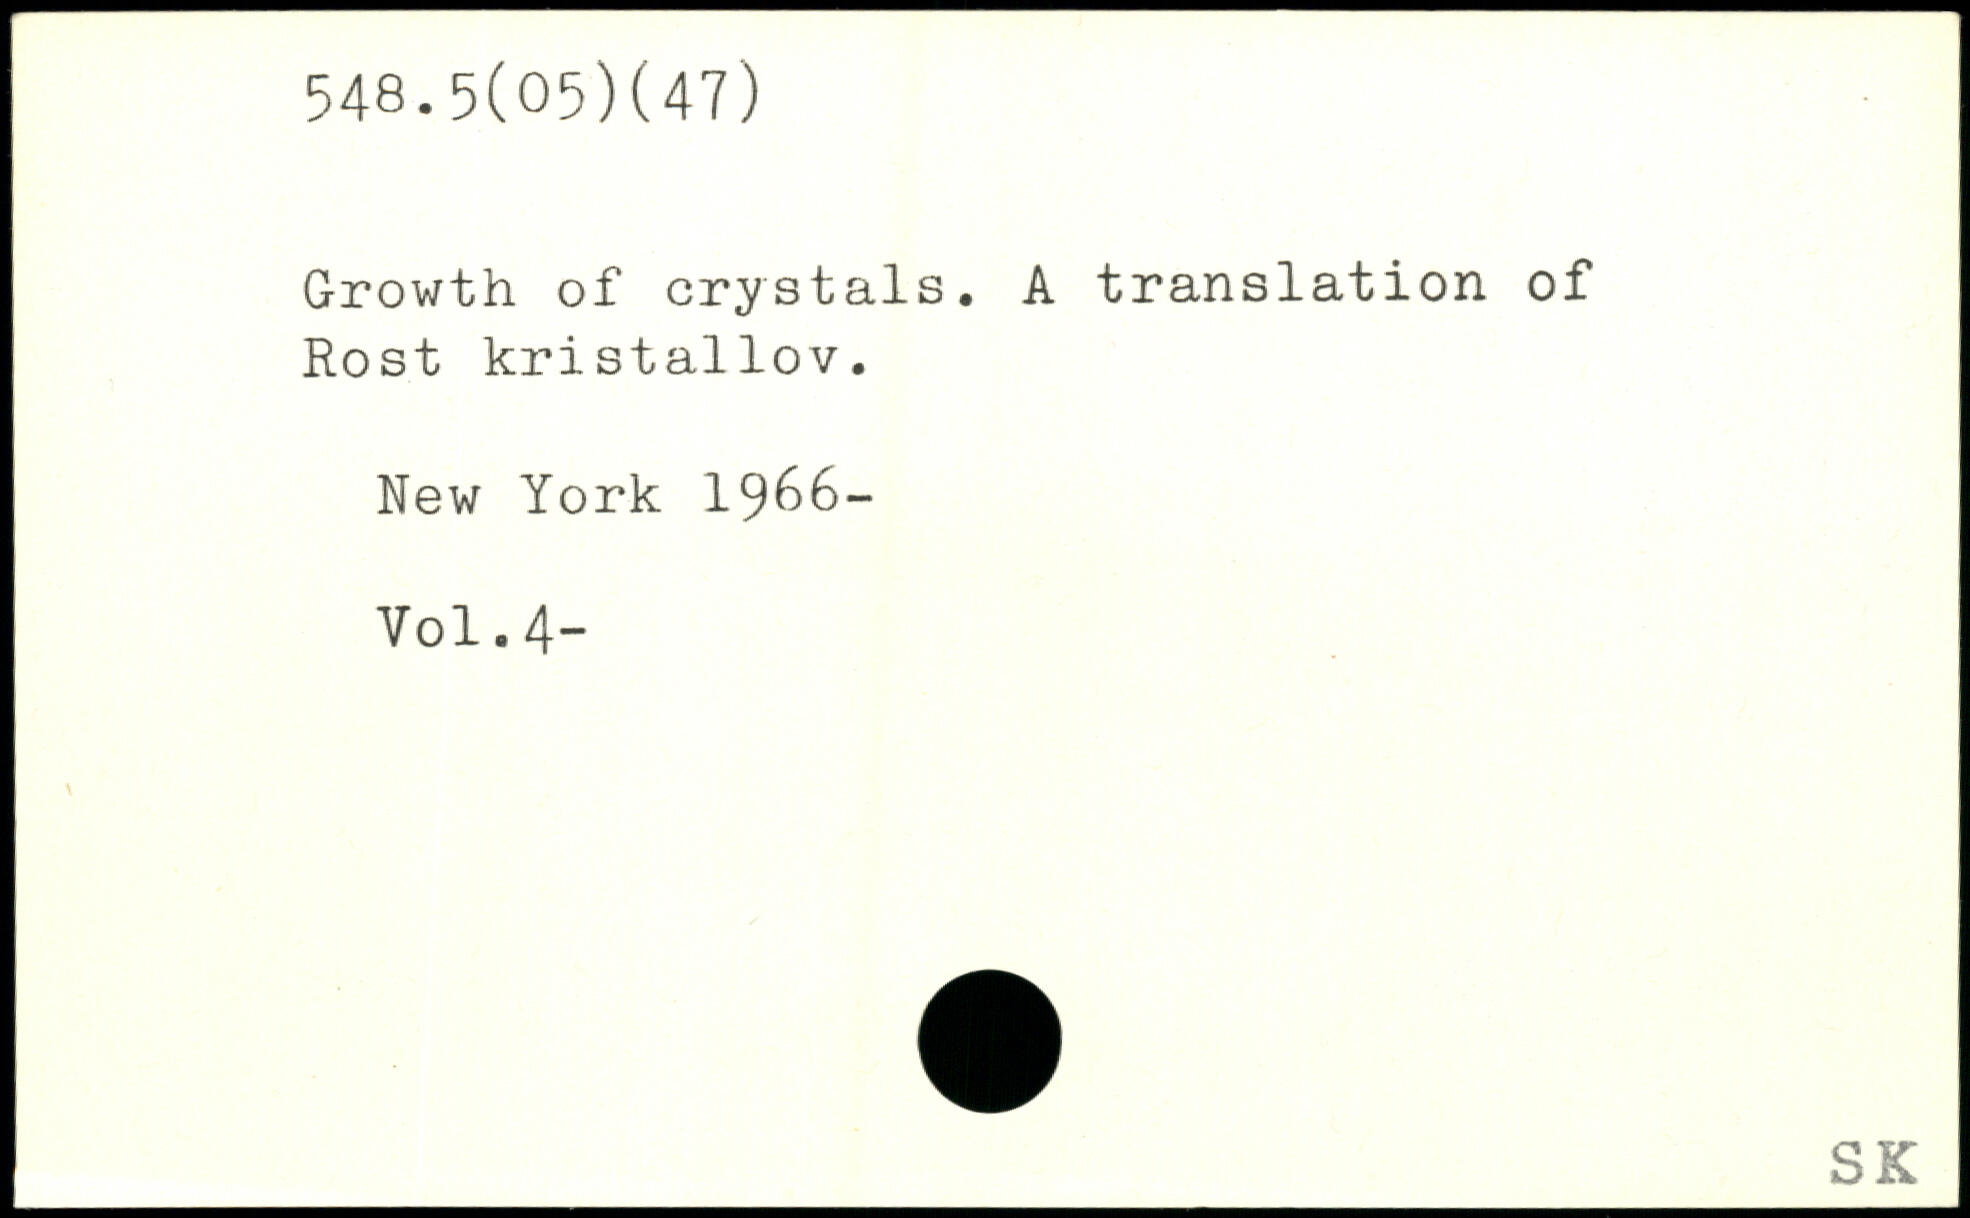 548.5(05)(47)
Growth of crystals. A translation of
Rost kristallov.
New York 1966-
Vol.4-
SK